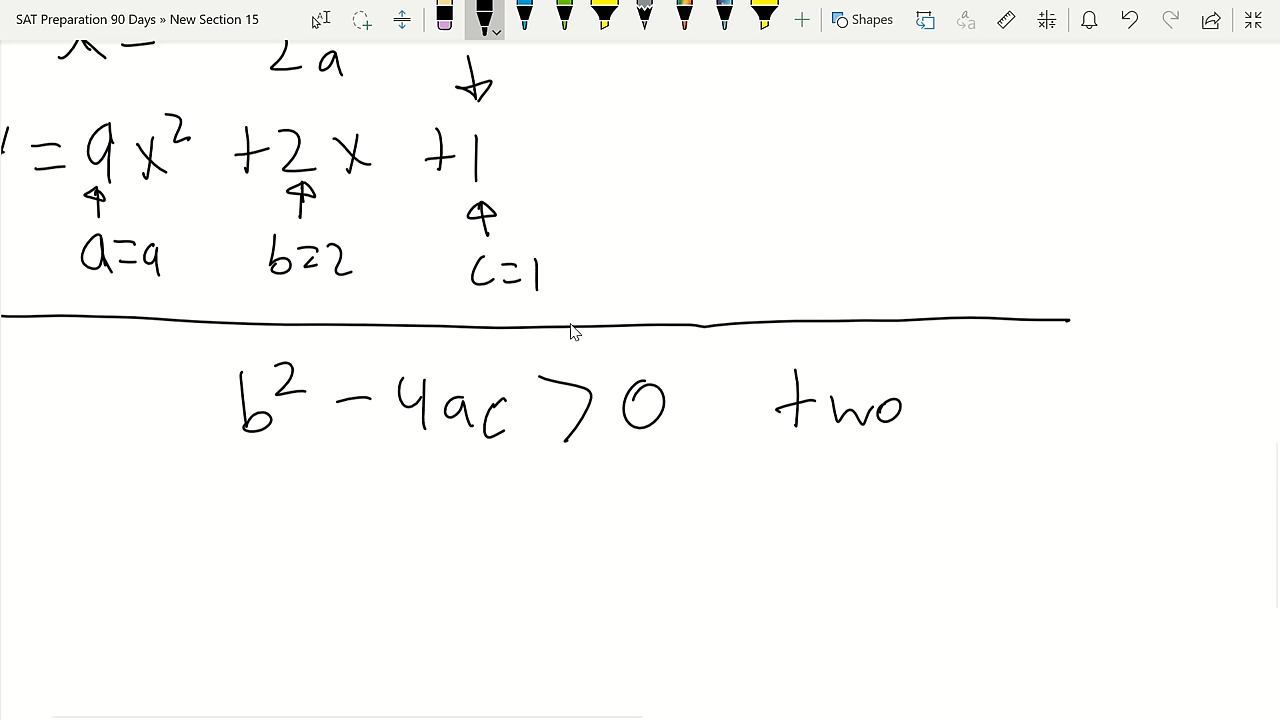 SAT Preparation 90 Days » New Section 15
Shapes
x =
2a
= 9x² + 2x + 1
a=9 b=2 c=1
b² - 4ac > 0 two